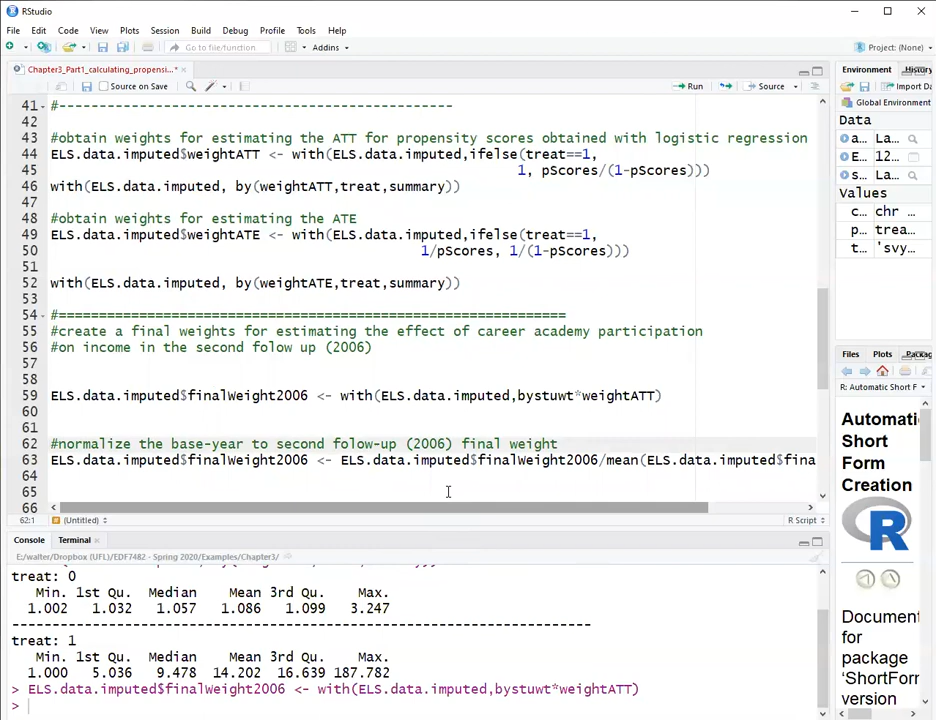 RStudio
File Edit Code View Plots Session Build Debug Profile Tools Help
Go to file/function Addins Project: (None)
Chapter3_Part1_calculating_propensi...* ×
Source on Save Run Source
41 #--------------------------------------------------
42
43 #obtain weights for estimating the ATT for propensity scores obtained with logistic regression
44 ELS.data.imputed$weightATT <- with(ELS.data.imputed,ifelse(treat==1,
45 1, pScores/(1-pScores)))
46 with(ELS.data.imputed, by(weightATT,treat,summary))
47
48 #obtain weights for estimating the ATE
49 ELS.data.imputed$weightATE <- with(ELS.data.imputed,ifelse(treat==1,
50 1/pScores, 1/(1-pScores)))
51
52 with(ELS.data.imputed, by(weightATE,treat,summary))
53
54 #===============================================================
55 #create a final weights for estimating the effect of career academy participation
56 #on income in the second folow up (2006)
57
58
59 ELS.data.imputed$finalWeight2006 <- with(ELS.data.imputed,bystuwt*weightATT)
60
61
62 #normalize the base-year to second folow-up (2006) final weight
63 ELS.data.imputed$finalWeight2006 <- ELS.data.imputed$finalWeight2006/mean(ELS.data.imputed$fina
64
65
66
62:1 (Untitled) R Script
Console Terminal ×
E:/walter/Dropbox (UFL)/EDF7482 - Spring 2020/Examples/Chapter3/
treat: 0
Min. 1st Qu. Median Mean 3rd Qu. Max.
1.002 1.032 1.057 1.086 1.099 3.247
------------------------------------------------------------------------
treat: 1
Min. 1st Qu. Median Mean 3rd Qu. Max.
1.000 5.036 9.478 14.202 16.639 187.782
> ELS.data.imputed$finalWeight2006 <- with(ELS.data.imputed,bystuwt*weightATT)
>
Environment History
Import Da
Global Environment
Data
a... La...
E... 12...
s... La...
Values
c... chr ...
p... trea...
t... 'svy...
Files Plots Packag
R: Automatic Short F
Automatic
Short
Form
Creation
R
Document
for
package
‘ShortForm
version